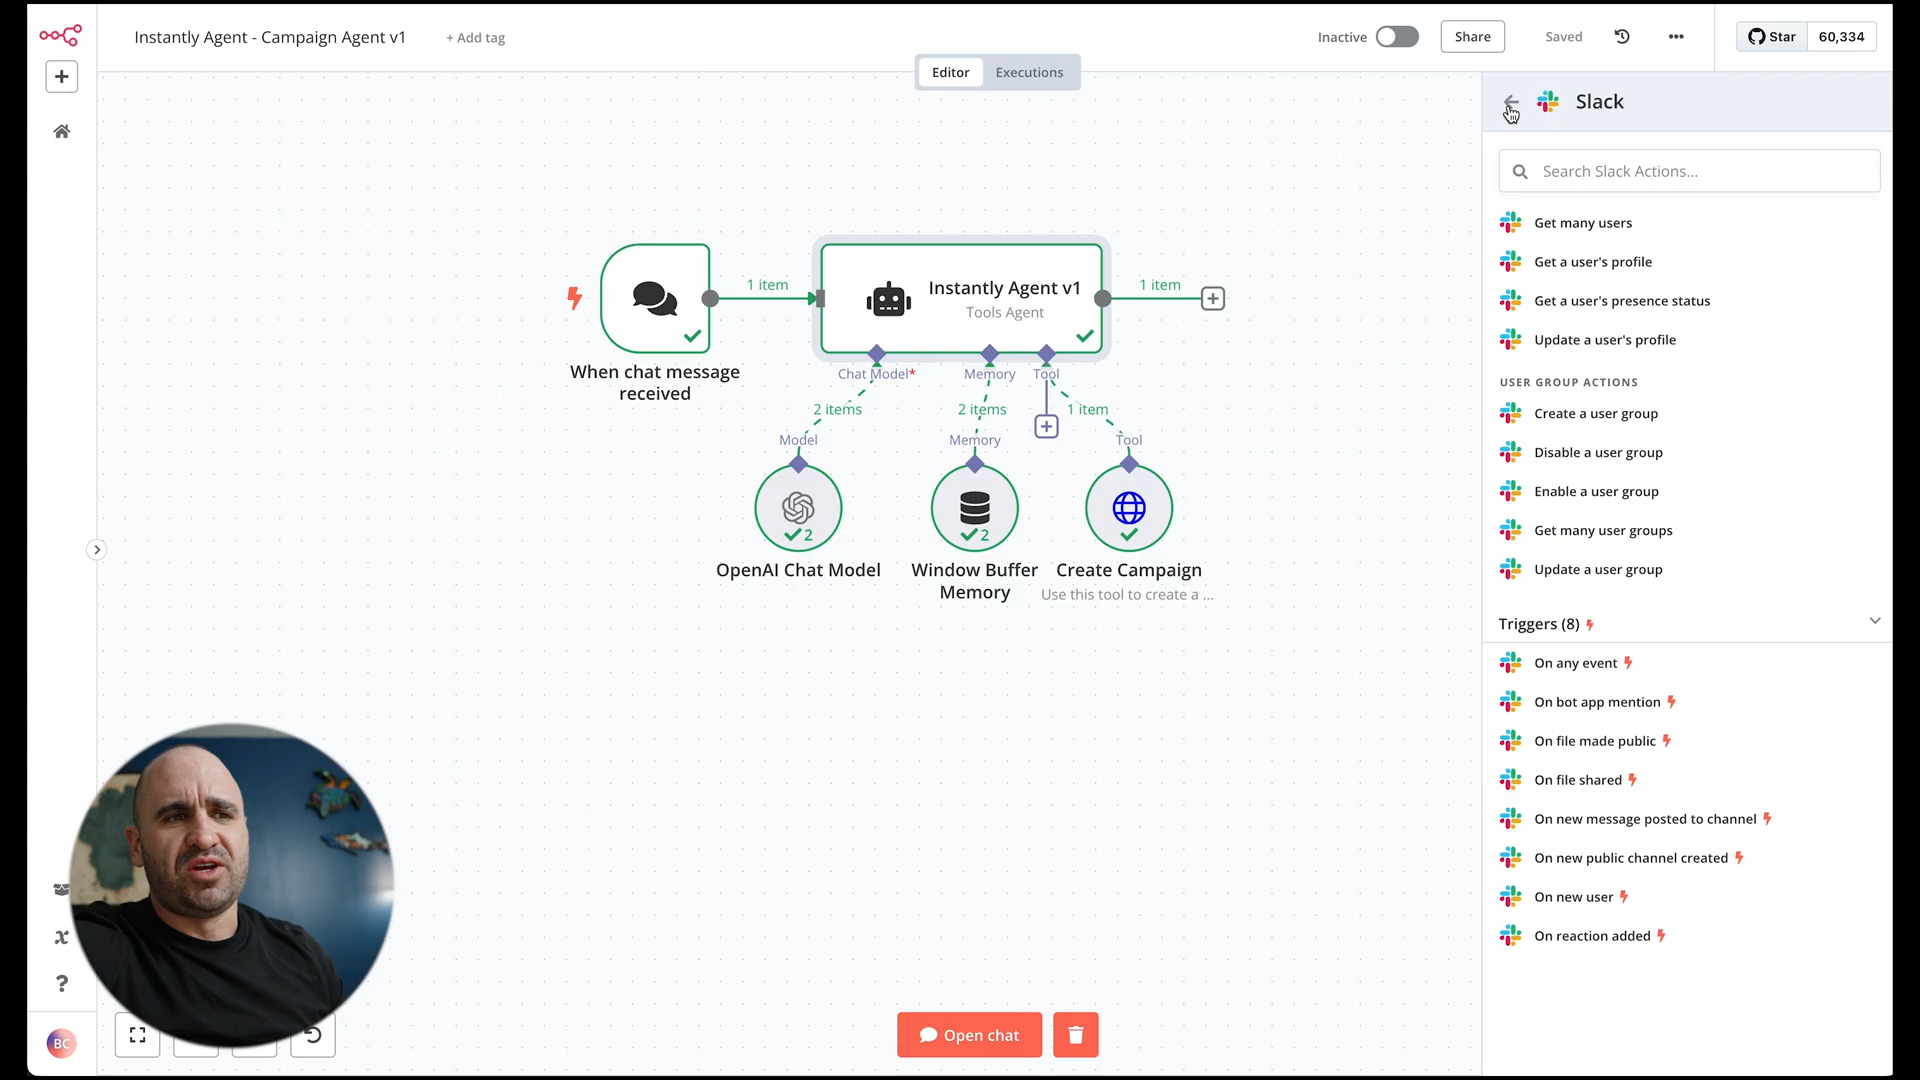 Instantly Agent - Campaign Agent v1
+ Add tag
Inactive
Share
Saved
Star
60,334
Editor
Executions
Slack
Search Slack Actions...
Get many users
Get a user's profile
Get a user's presence status
Update a user's profile
USER GROUP ACTIONS
Create a user group
Disable a user group
Enable a user group
Get many user groups
Update a user group
Triggers (8)
On any event
On bot app mention
On file made public
On file shared
On new message posted to channel
On new public channel created
On new user
On reaction added
1 item
Instantly Agent v1
Tools Agent
1 item
When chat message
received
Chat Model*
Memory
Tool
2 items
2 items
1 item
Model
Memory
Tool
2
2
OpenAI Chat Model
Window Buffer
Memory
Create Campaign
Use this tool to create a ...
BC
Open chat